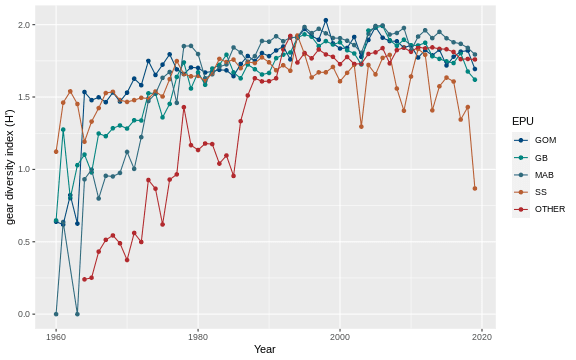 gear diversity index (H')
2.0
1.5
1.0
0.5
0.0
1960
1980
2000
2020
Year
EPU
GOM
GB
MAB
SS
OTHER